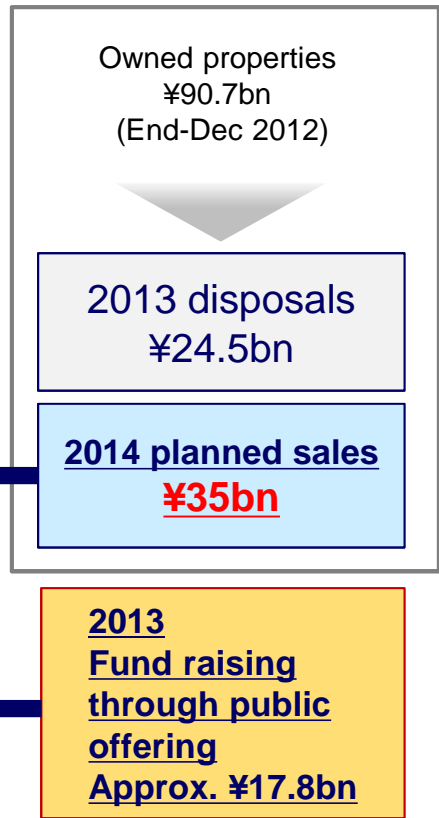 Owned properties
¥90.7bn
(End-Dec 2012)
2013 disposals
¥24.5bn
2014 planned sales
¥35bn
2013
Fund raising
through public
offering
Approx. ¥17.8bn